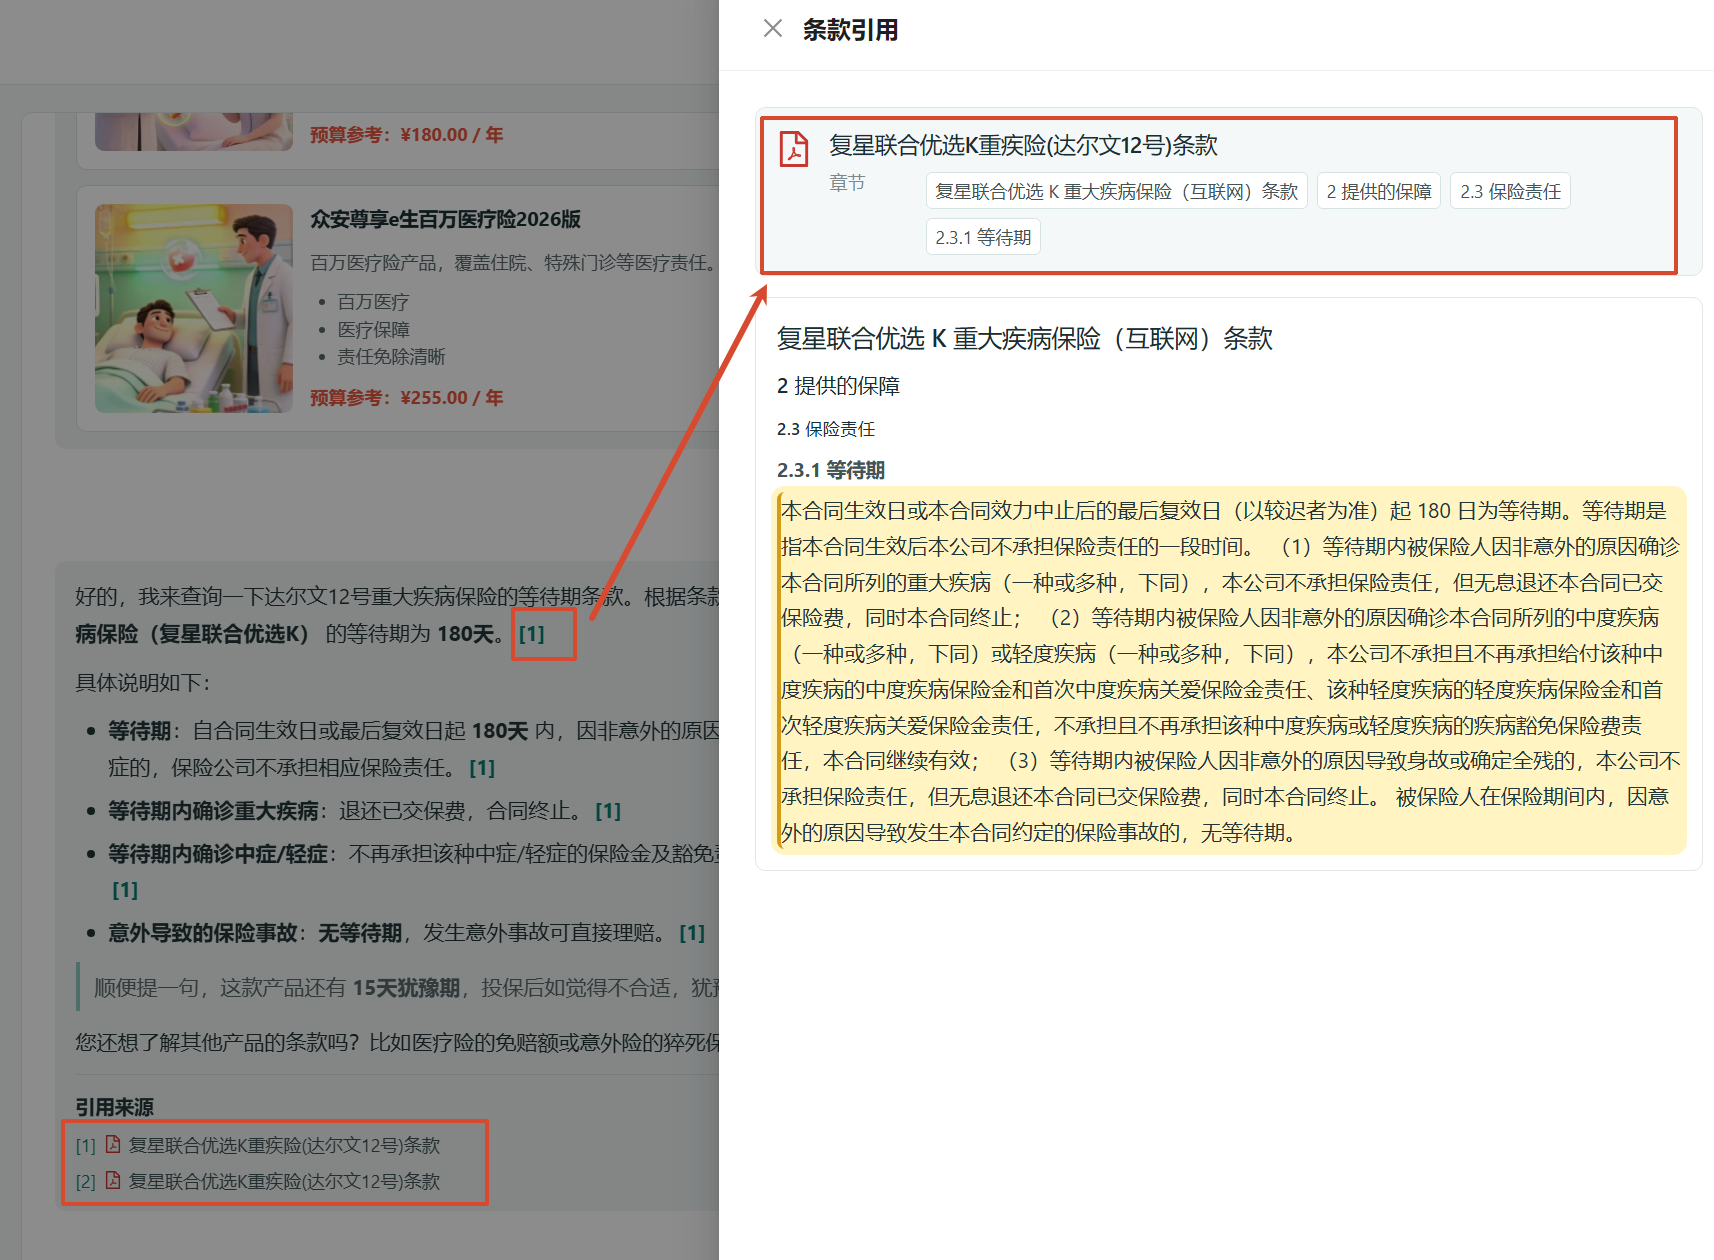 预算参考：¥180.00 / 年
众安尊享e生百万医疗险2026版
百万医疗险产品，覆盖住院、特殊门诊等医疗责任。
百万医疗
医疗保障
责任免除清晰
预算参考：¥255.00 / 年
好的，我来查询一下达尔文12号重大疾病保险的等待期条款。根据条款
病保险（复星联合优选K） 的等待期为 180天。 [1]
具体说明如下：
等待期：自合同生效日或最后复效日起 180天 内，因非意外的原因
症的，保险公司不承担相应保险责任。 [1]
等待期内确诊重大疾病：退还已交保费，合同终止。 [1]
等待期内确诊中症/轻症：不再承担该种中症/轻症的保险金及豁免
[1]
意外导致的保险事故：无等待期，发生意外事故可直接理赔。 [1]
顺便提一句，这款产品还有 15天犹豫期，投保后如觉得不合适，犹
您还想了解其他产品的条款吗？比如医疗险的免赔额或意外险的猝死保
引用来源
[1] 复星联合优选K重疾险(达尔文12号)条款
[2] 复星联合优选K重疾险(达尔文12号)条款
条款引用
复星联合优选K重疾险(达尔文12号)条款
章节 复星联合优选 K 重大疾病保险（互联网）条款 2 提供的保障 2.3 保险责任
2.3.1 等待期
复星联合优选 K 重大疾病保险（互联网）条款
2 提供的保障
2.3 保险责任
2.3.1 等待期
本合同生效日或本合同效力中止后的最后复效日（以较迟者为准）起 180 日为等待期。等待期是
指本合同生效后本公司不承担保险责任的一段时间。 （1）等待期内被保险人因非意外的原因确诊
本合同所列的重大疾病（一种或多种，下同），本公司不承担保险责任，但无息退还本合同已交
保险费，同时本合同终止； （2）等待期内被保险人因非意外的原因确诊本合同所列的中度疾病
（一种或多种，下同）或轻度疾病（一种或多种，下同），本公司不承担且不再承担给付该种中
度疾病的中度疾病保险金和首次中度疾病关爱保险金责任、该种轻度疾病的轻度疾病保险金和首
次轻度疾病关爱保险金责任，不承担且不再承担该种中度疾病或轻度疾病的疾病豁免保险费责
任，本合同继续有效； （3）等待期内被保险人因非意外的原因导致身故或确定全残的，本公司不
承担保险责任，但无息退还本合同已交保险费，同时本合同终止。 被保险人在保险期间内，因意
外的原因导致发生本合同约定的保险事故的，无等待期。